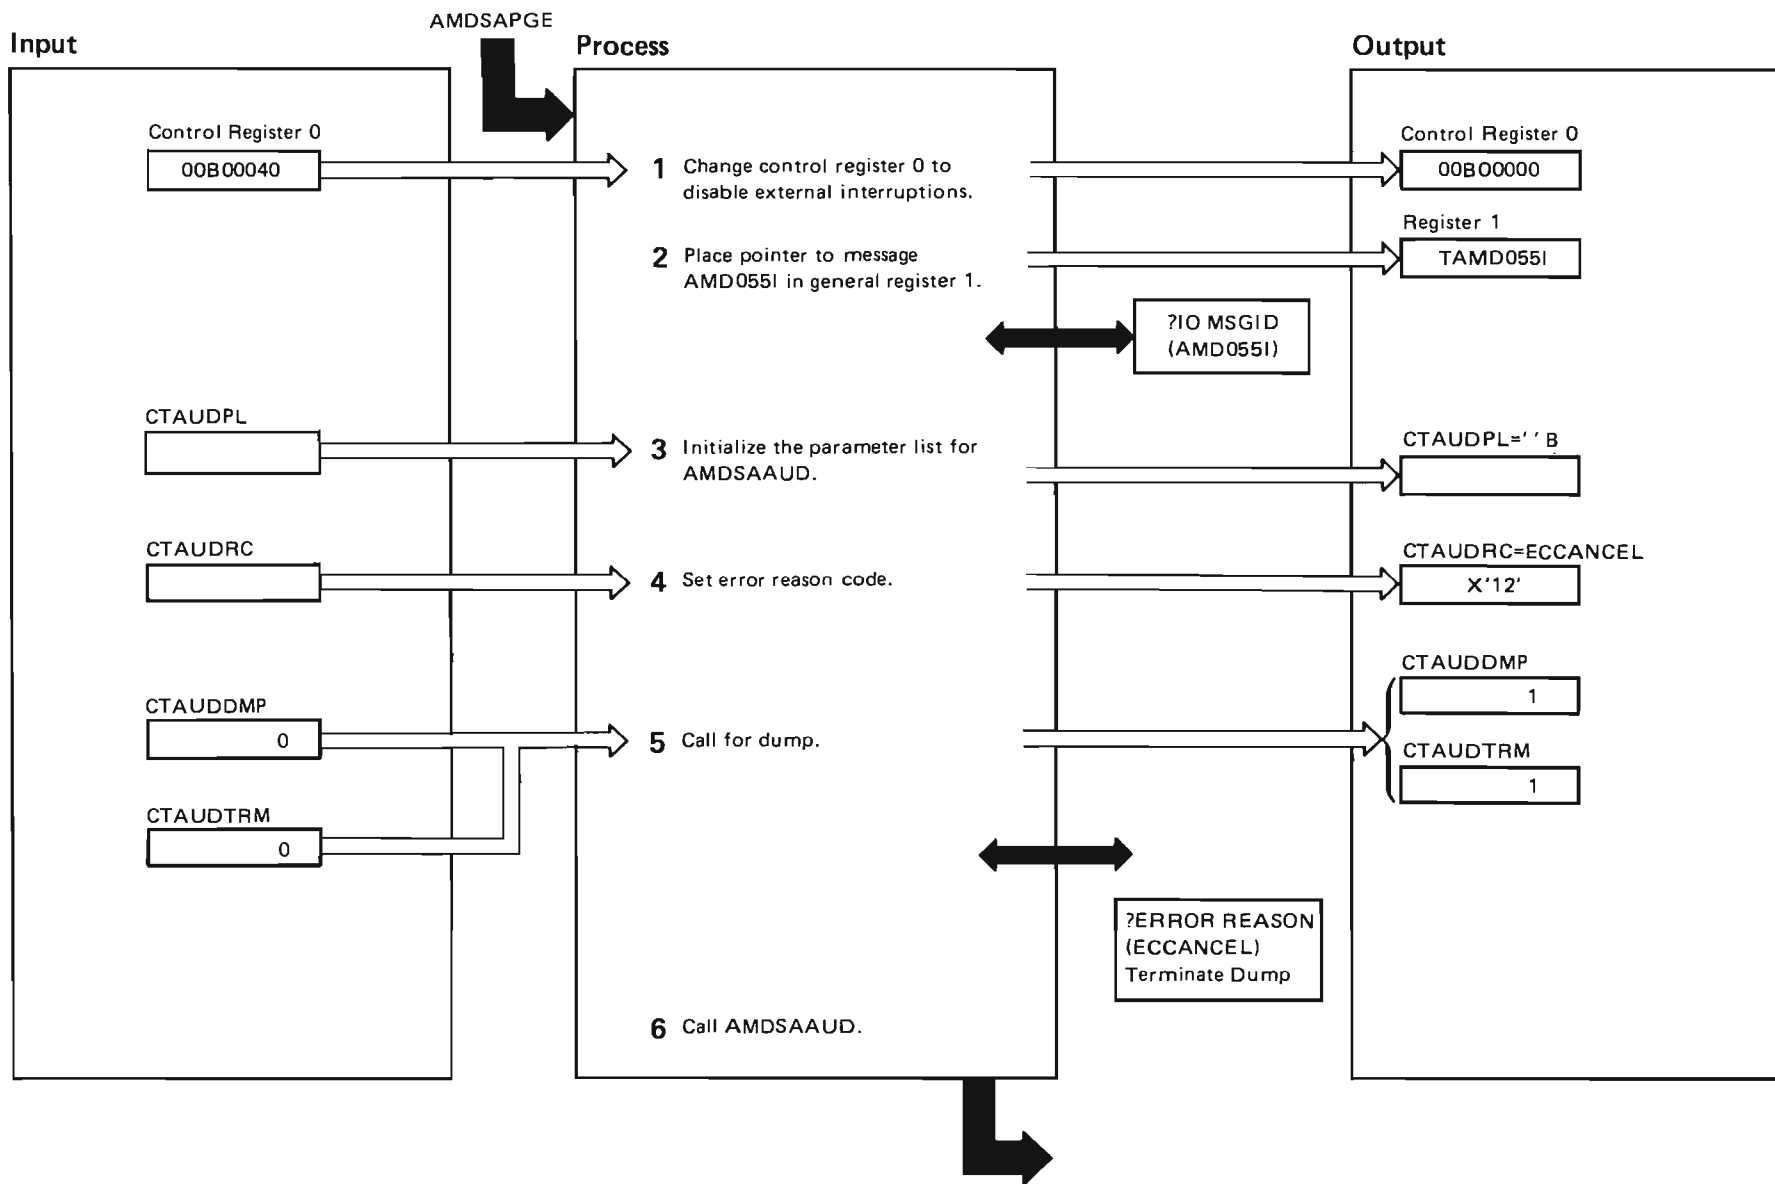 AMDSAPGE
Input
Process
Output
Control Register 0
00B00040
1 Change control register 0 to
disable external interruptions.
Control Register 0
00B00000
2 Place pointer to message
AMD055I in general register 1.
Register 1
TAMD055I
?IO MSGID
(AMD055I)
CTAUDPL
3 Initialize the parameter list for
AMDSAAUD.
CTAUDPL=' ' B
CTAUDRC
4 Set error reason code.
CTAUDRC=ECCANCEL
X'12'
CTAUDDMP
0
5 Call for dump.
CTAUDDMP
1
CTAUDTRM
0
CTAUDTRM
1
?ERROR REASON
(ECCANCEL)
Terminate Dump
6 Call AMDSAAUD.